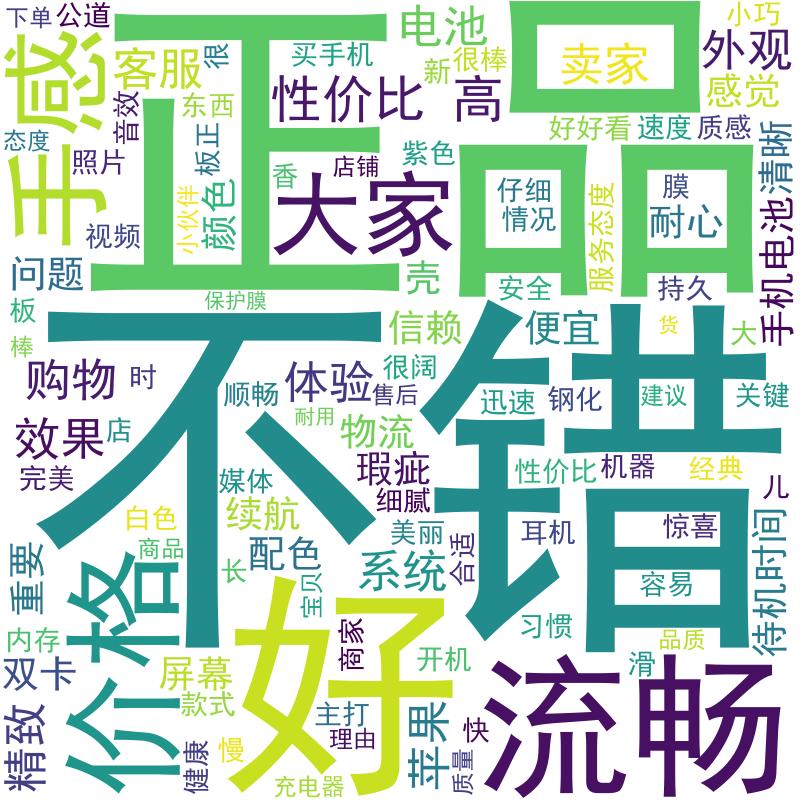 下单
公道
正品
手感
客服
很
电池
买手机
新
很棒
小巧
卖家
外观
感觉
性价比
高
音效
东西
态度
照片
板正
香
店铺
紫色
好好看
速度
质感
清晰
大家
仔细
情况
膜
耐心
服务态度
小伙伴
颜色
视频
问题
壳
安全
持久
手机电池
保护膜
板
棒
不错
信赖
便宜
货
大
购物
时
顺畅
体验
售后
很阔
迅速
钢化
建议
关键
耐用
效果
店
物流
完美
媒体
瑕疵
细腻
性价比
机器
经典
儿
白色
续航
美丽
耳机
惊喜
待机时间
重要
价格
商品
配色
长
宝贝
系统
合适
容易
好
习惯
内存
商家
开机
品质
滑
流畅
卡
屏幕
款式
精致
主打
理由
苹果
快
健康
慢
充电器
质量